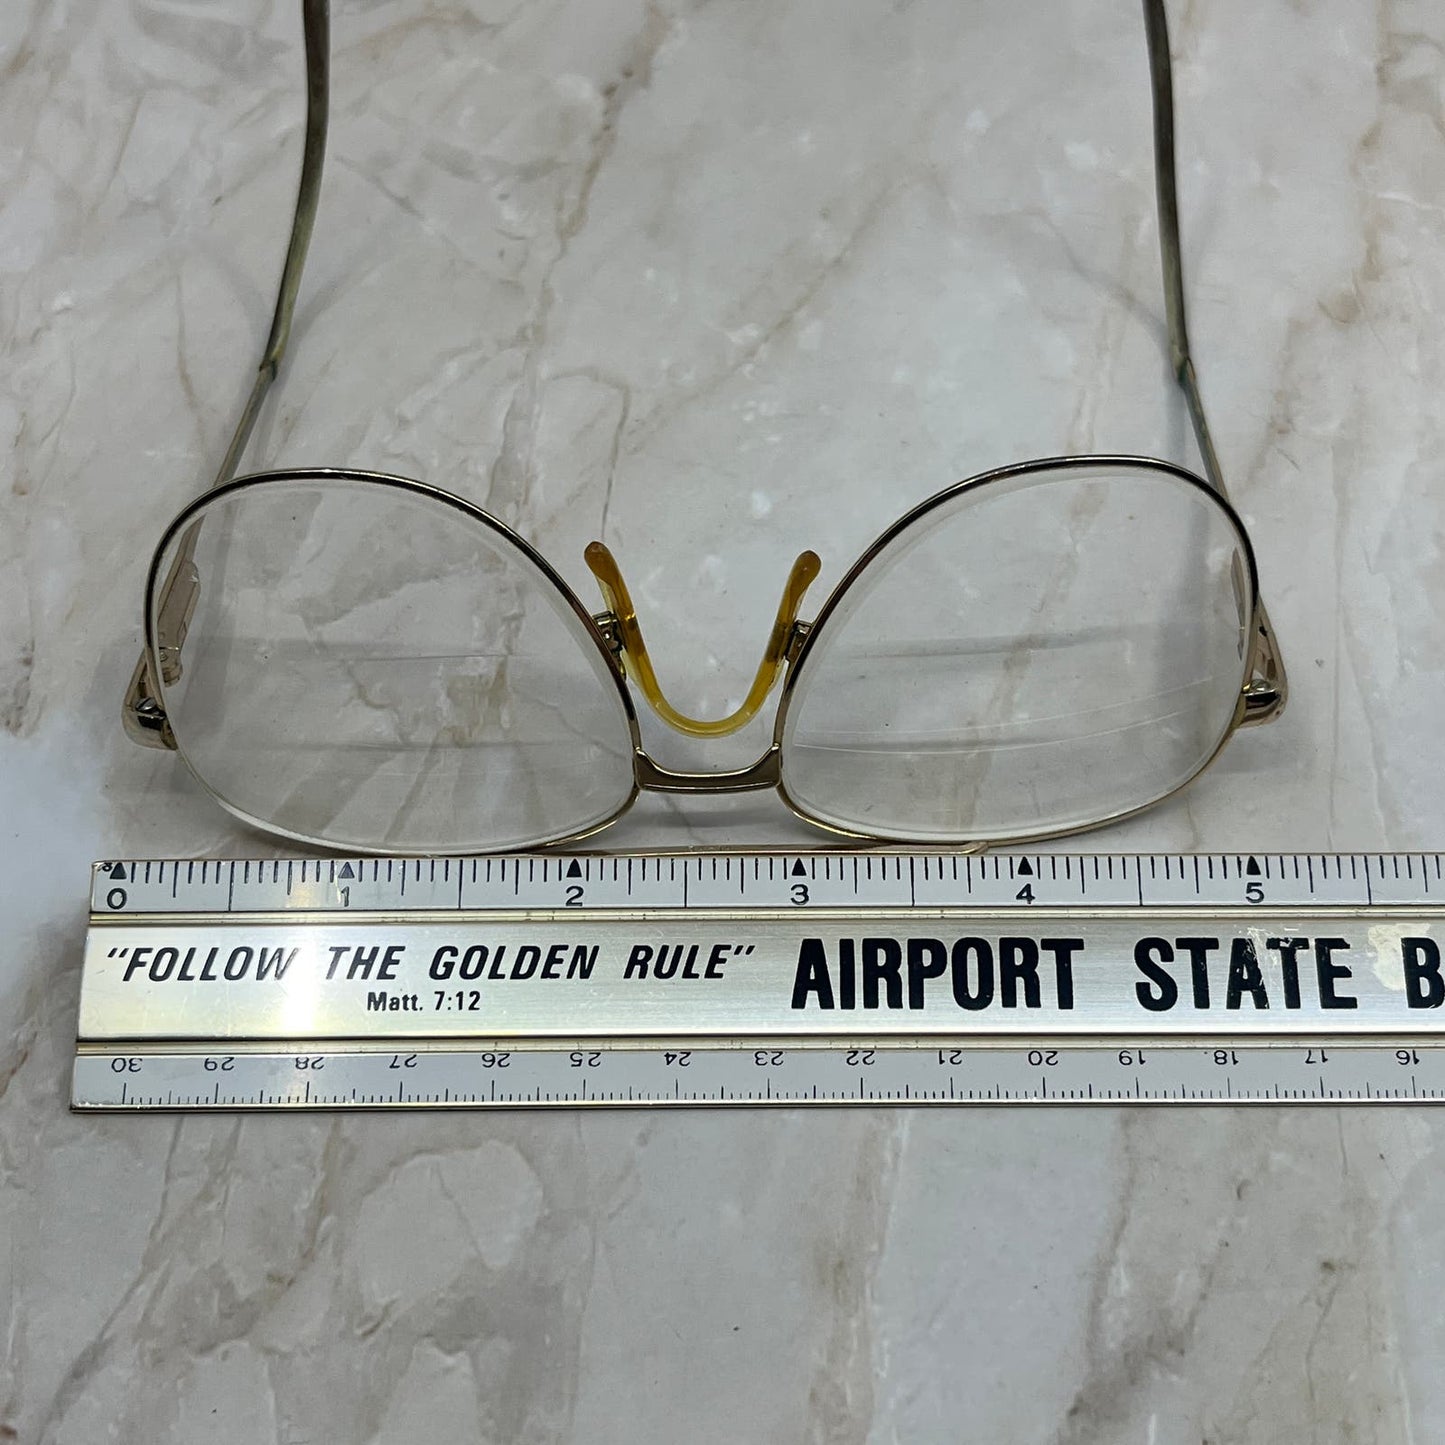 0 1 2 3 4 5
"FOLLOW THE GOLDEN RULE" AIRPORT STATE B
Matt. 7:12
30 29 28 27 26 25 24 23 22 21 20 19 18 17 16